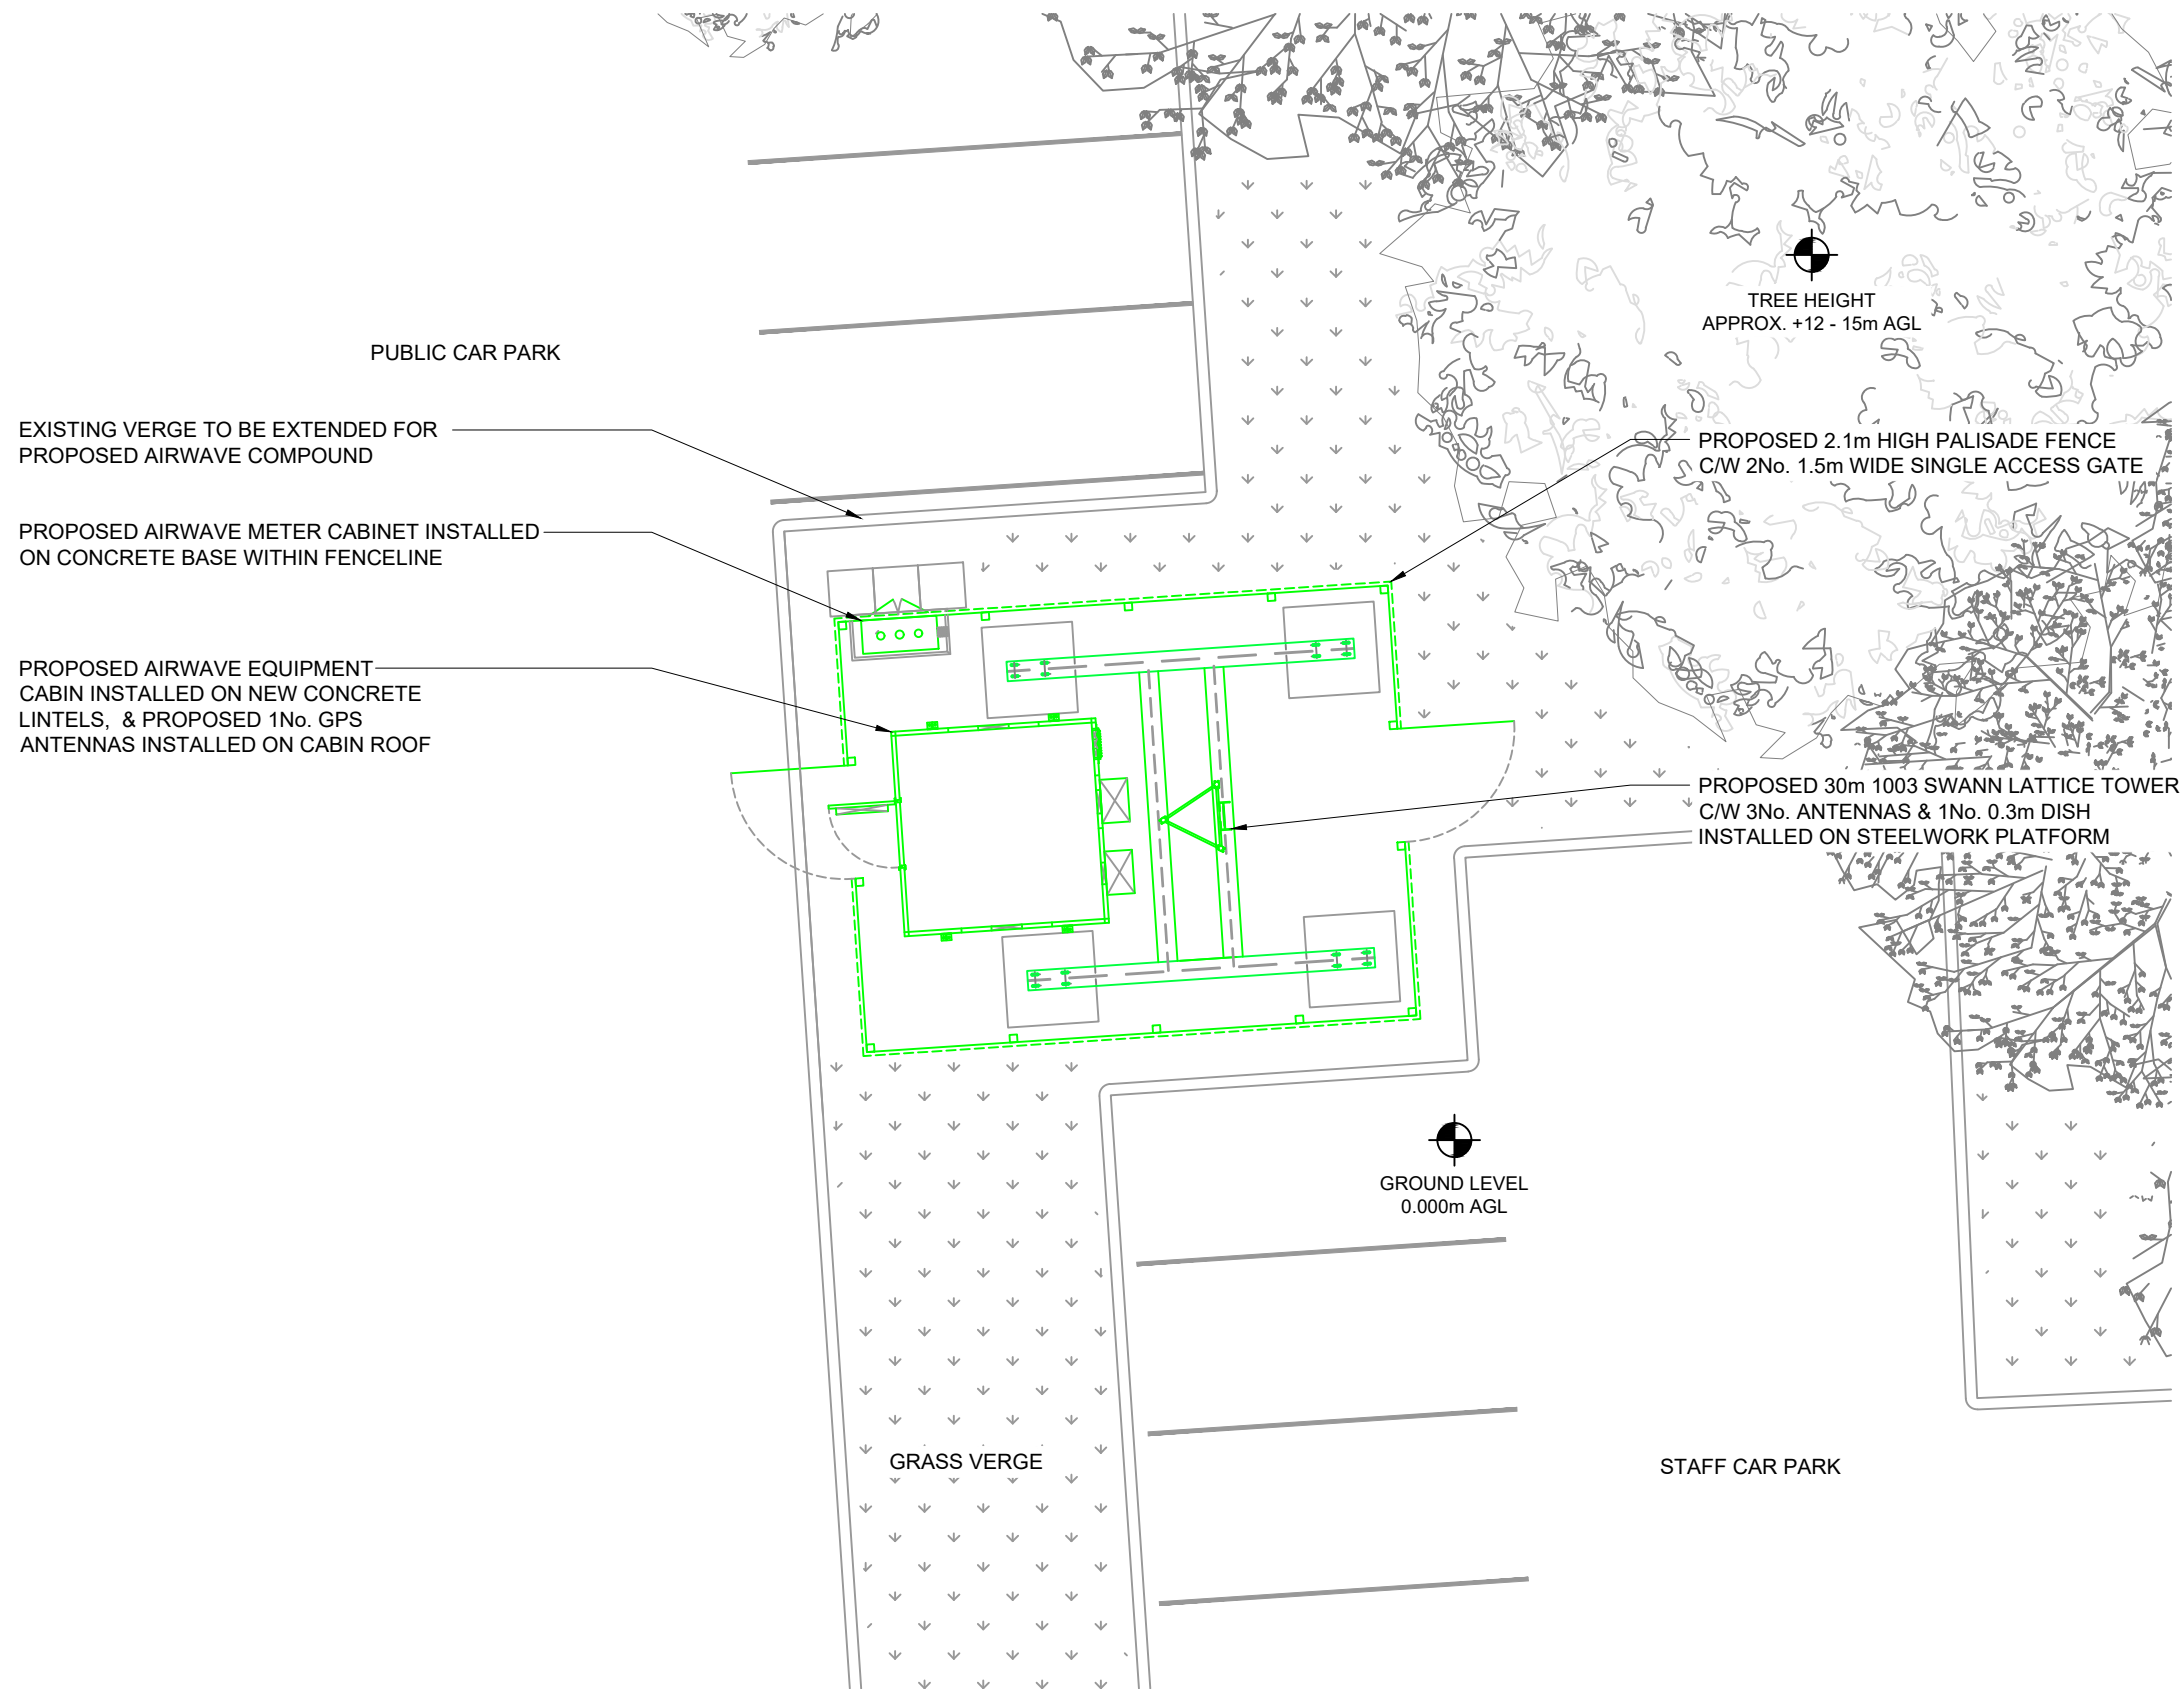 TREE HEIGHT
APPROX. +12 - 15m AGL
PUBLIC CAR PARK
EXISTING VERGE TO BE EXTENDED FOR
PROPOSED AIRWAVE COMPOUND
PROPOSED 2.1m HIGH PALISADE FENCE
C/W 2No. 1.5m WIDE SINGLE ACCESS GATE
PROPOSED AIRWAVE METER CABINET INSTALLED
ON CONCRETE BASE WITHIN FENCELINE
PROPOSED AIRWAVE EQUIPMENT
CABIN INSTALLED ON NEW CONCRETE
LINTELS, & PROPOSED 1No. GPS
ANTENNAS INSTALLED ON CABIN ROOF
PROPOSED 30m 1003 SWANN LATTICE TOWER
C/W 3No. ANTENNAS & 1No. 0.3m DISH
INSTALLED ON STEELWORK PLATFORM
GROUND LEVEL
0.000m AGL
GRASS VERGE
STAFF CAR PARK